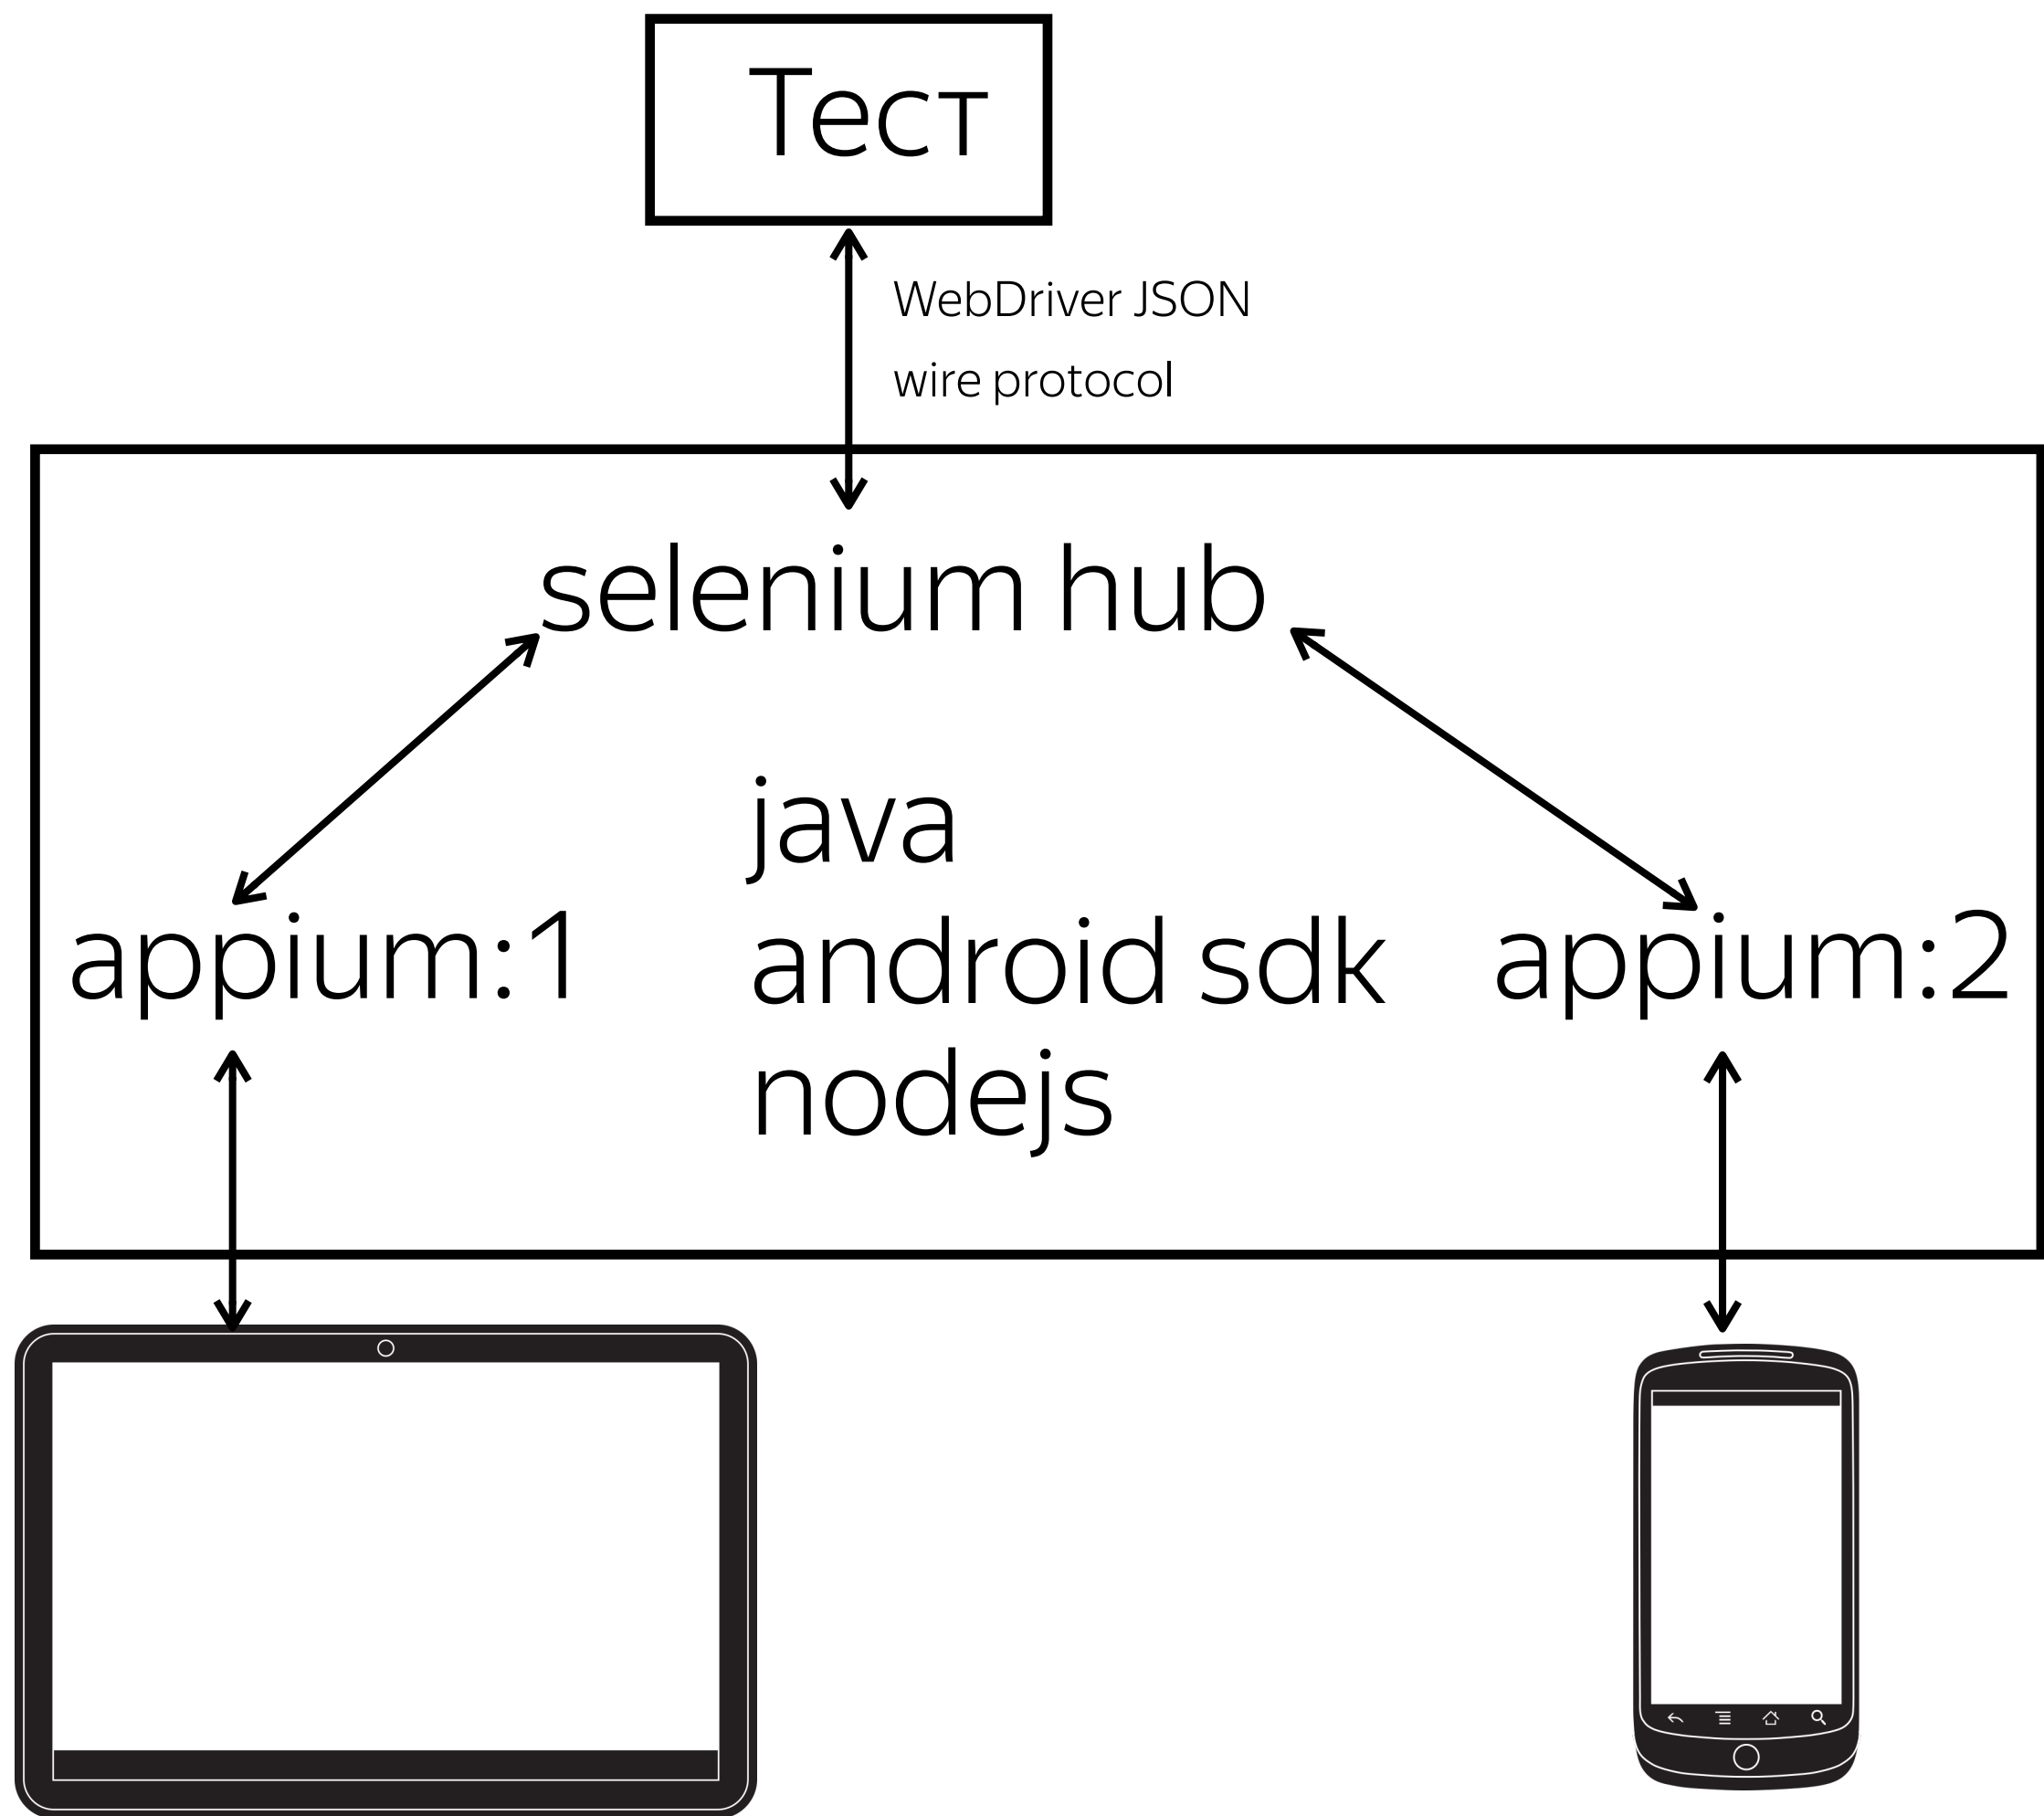 Тест
WebDriver JSON
wire protocol
selenium hub
java
appium:1
android sdk
appium:2
nodejs